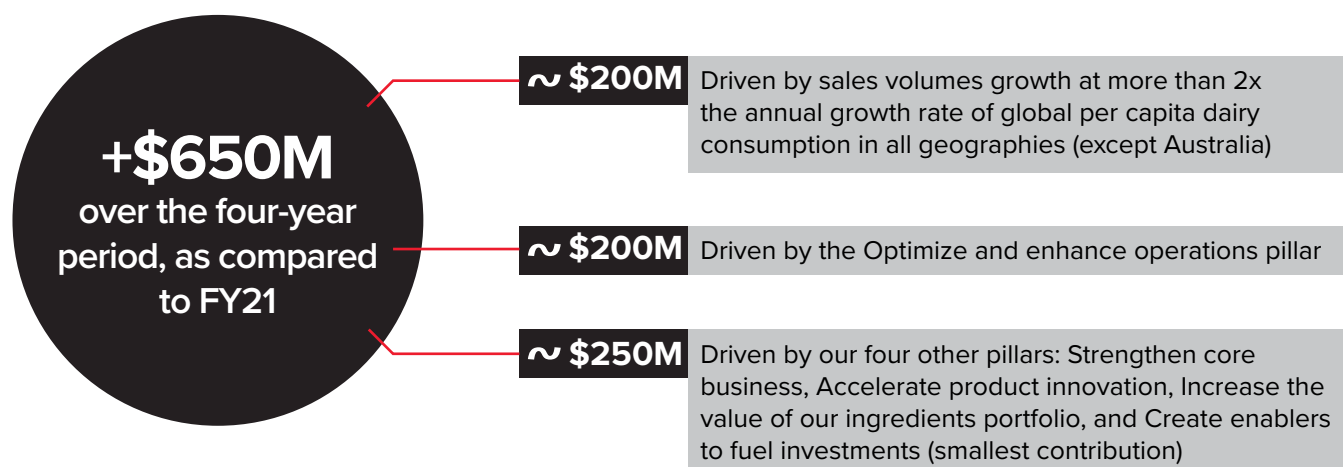 +$650M
over the four-year
period, as compared
to FY21
~ $200M
Driven by sales volumes growth at more than 2x
the annual growth rate of global per capita dairy
consumption in all geographies (except Australia)
~ $200M
Driven by the Optimize and enhance operations pillar
~ $250M
Driven by our four other pillars: Strengthen core
business, Accelerate product innovation, Increase the
value of our ingredients portfolio, and Create enablers
to fuel investments (smallest contribution)